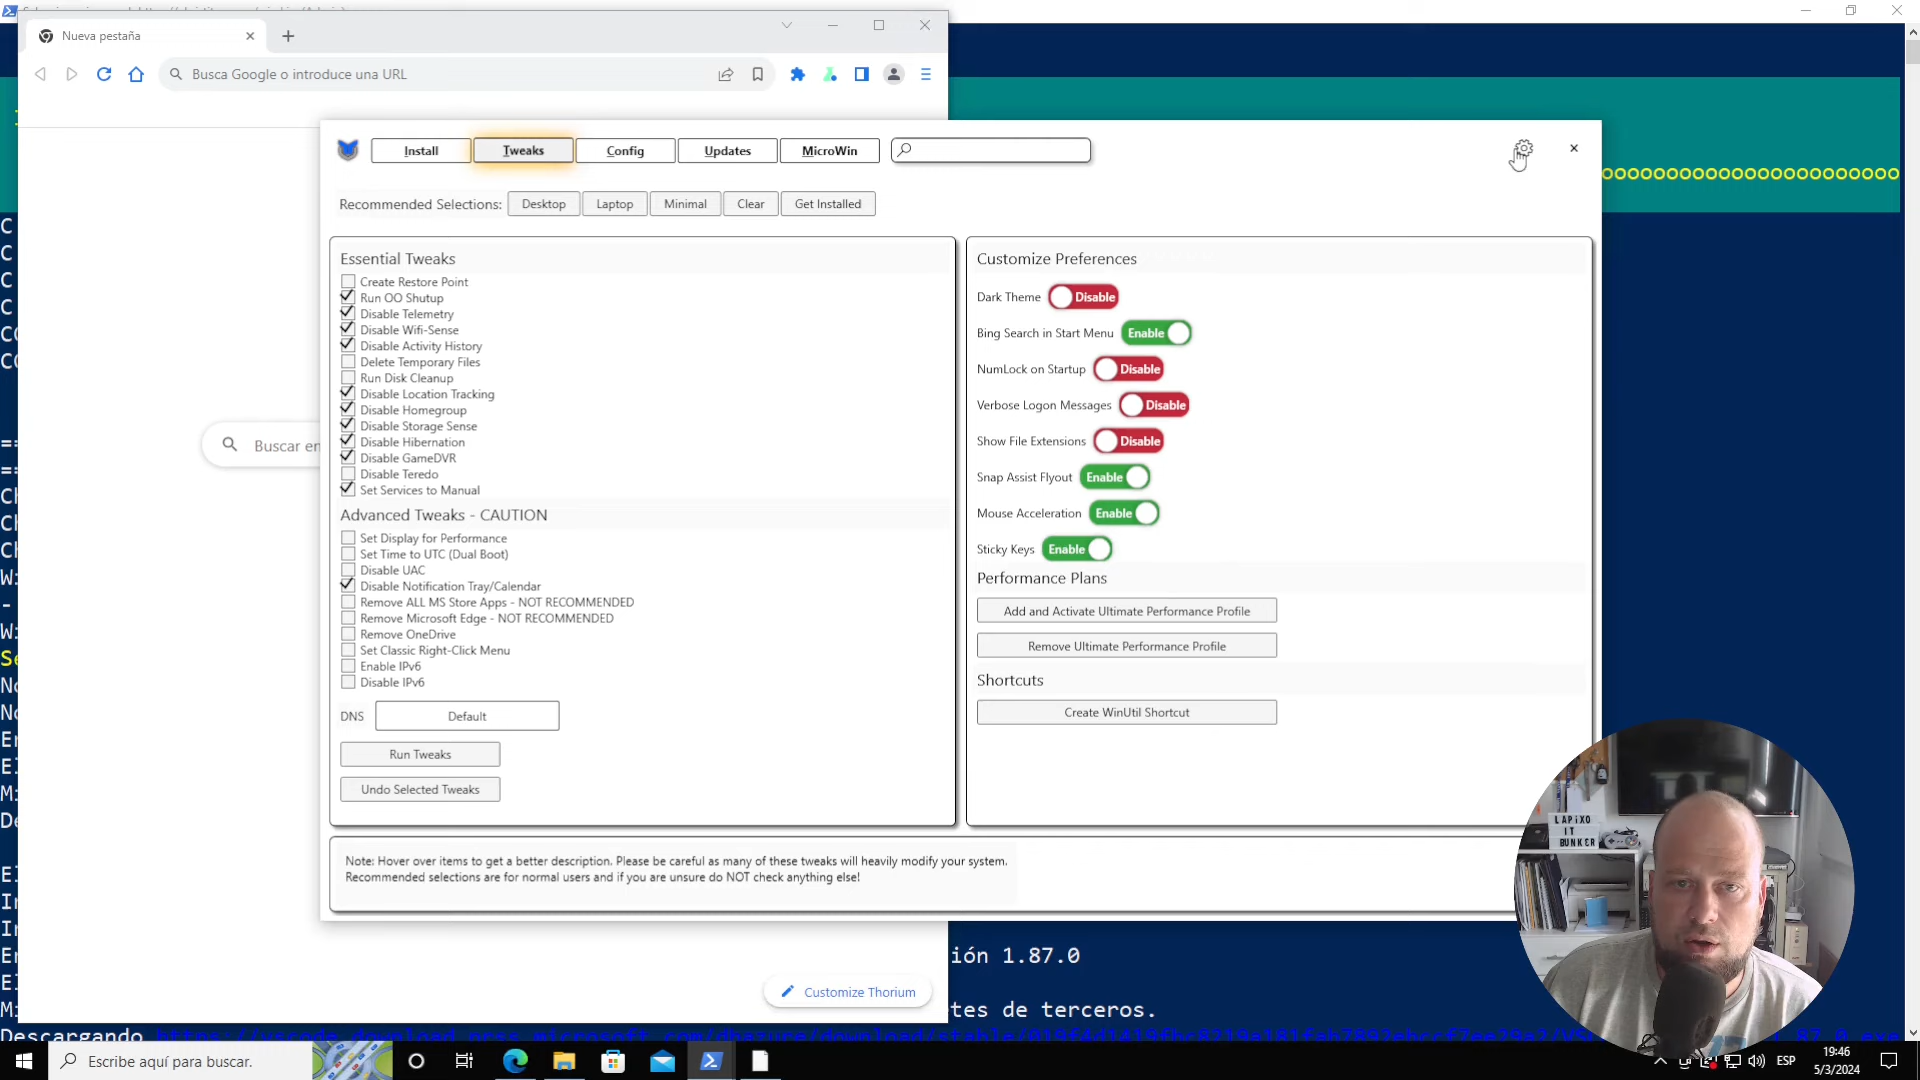 Nueva pestaña
Busca Google o introduce una URL
Buscar en
Customize Thorium
Install
Tweaks
Config
Updates
MicroWin
Recommended Selections:
Desktop
Laptop
Minimal
Clear
Get Installed
Essential Tweaks
Create Restore Point
Run OO Shutup
Disable Telemetry
Disable Wifi-Sense
Disable Activity History
Delete Temporary Files
Run Disk Cleanup
Disable Location Tracking
Disable Homegroup
Disable Storage Sense
Disable Hibernation
Disable GameDVR
Disable Teredo
Set Services to Manual
Advanced Tweaks - CAUTION
Set Display for Performance
Set Time to UTC (Dual Boot)
Disable UAC
Disable Notification Tray/Calendar
Remove ALL MS Store Apps - NOT RECOMMENDED
Remove Microsoft Edge - NOT RECOMMENDED
Remove OneDrive
Set Classic Right-Click Menu
Enable IPv6
Disable IPv6
DNS
Default
Run Tweaks
Undo Selected Tweaks
Customize Preferences
Dark Theme Disable
Bing Search in Start Menu Enable
NumLock on Startup Disable
Verbose Logon Messages Disable
Show File Extensions Disable
Snap Assist Flyout Enable
Mouse Acceleration Enable
Sticky Keys Enable
Performance Plans
Add and Activate Ultimate Performance Profile
Remove Ultimate Performance Profile
Shortcuts
Create WinUtil Shortcut
Note: Hover over items to get a better description. Please be careful as many of these tweaks will heavily modify your system.
Recommended selections are for normal users and if you are unsure do NOT check anything else!
ión 1.87.0
tes de terceros.
Descargando
LAPIXO
IT
BUNKER
Escribe aquí para buscar.
ESP
19:46
5/3/2024